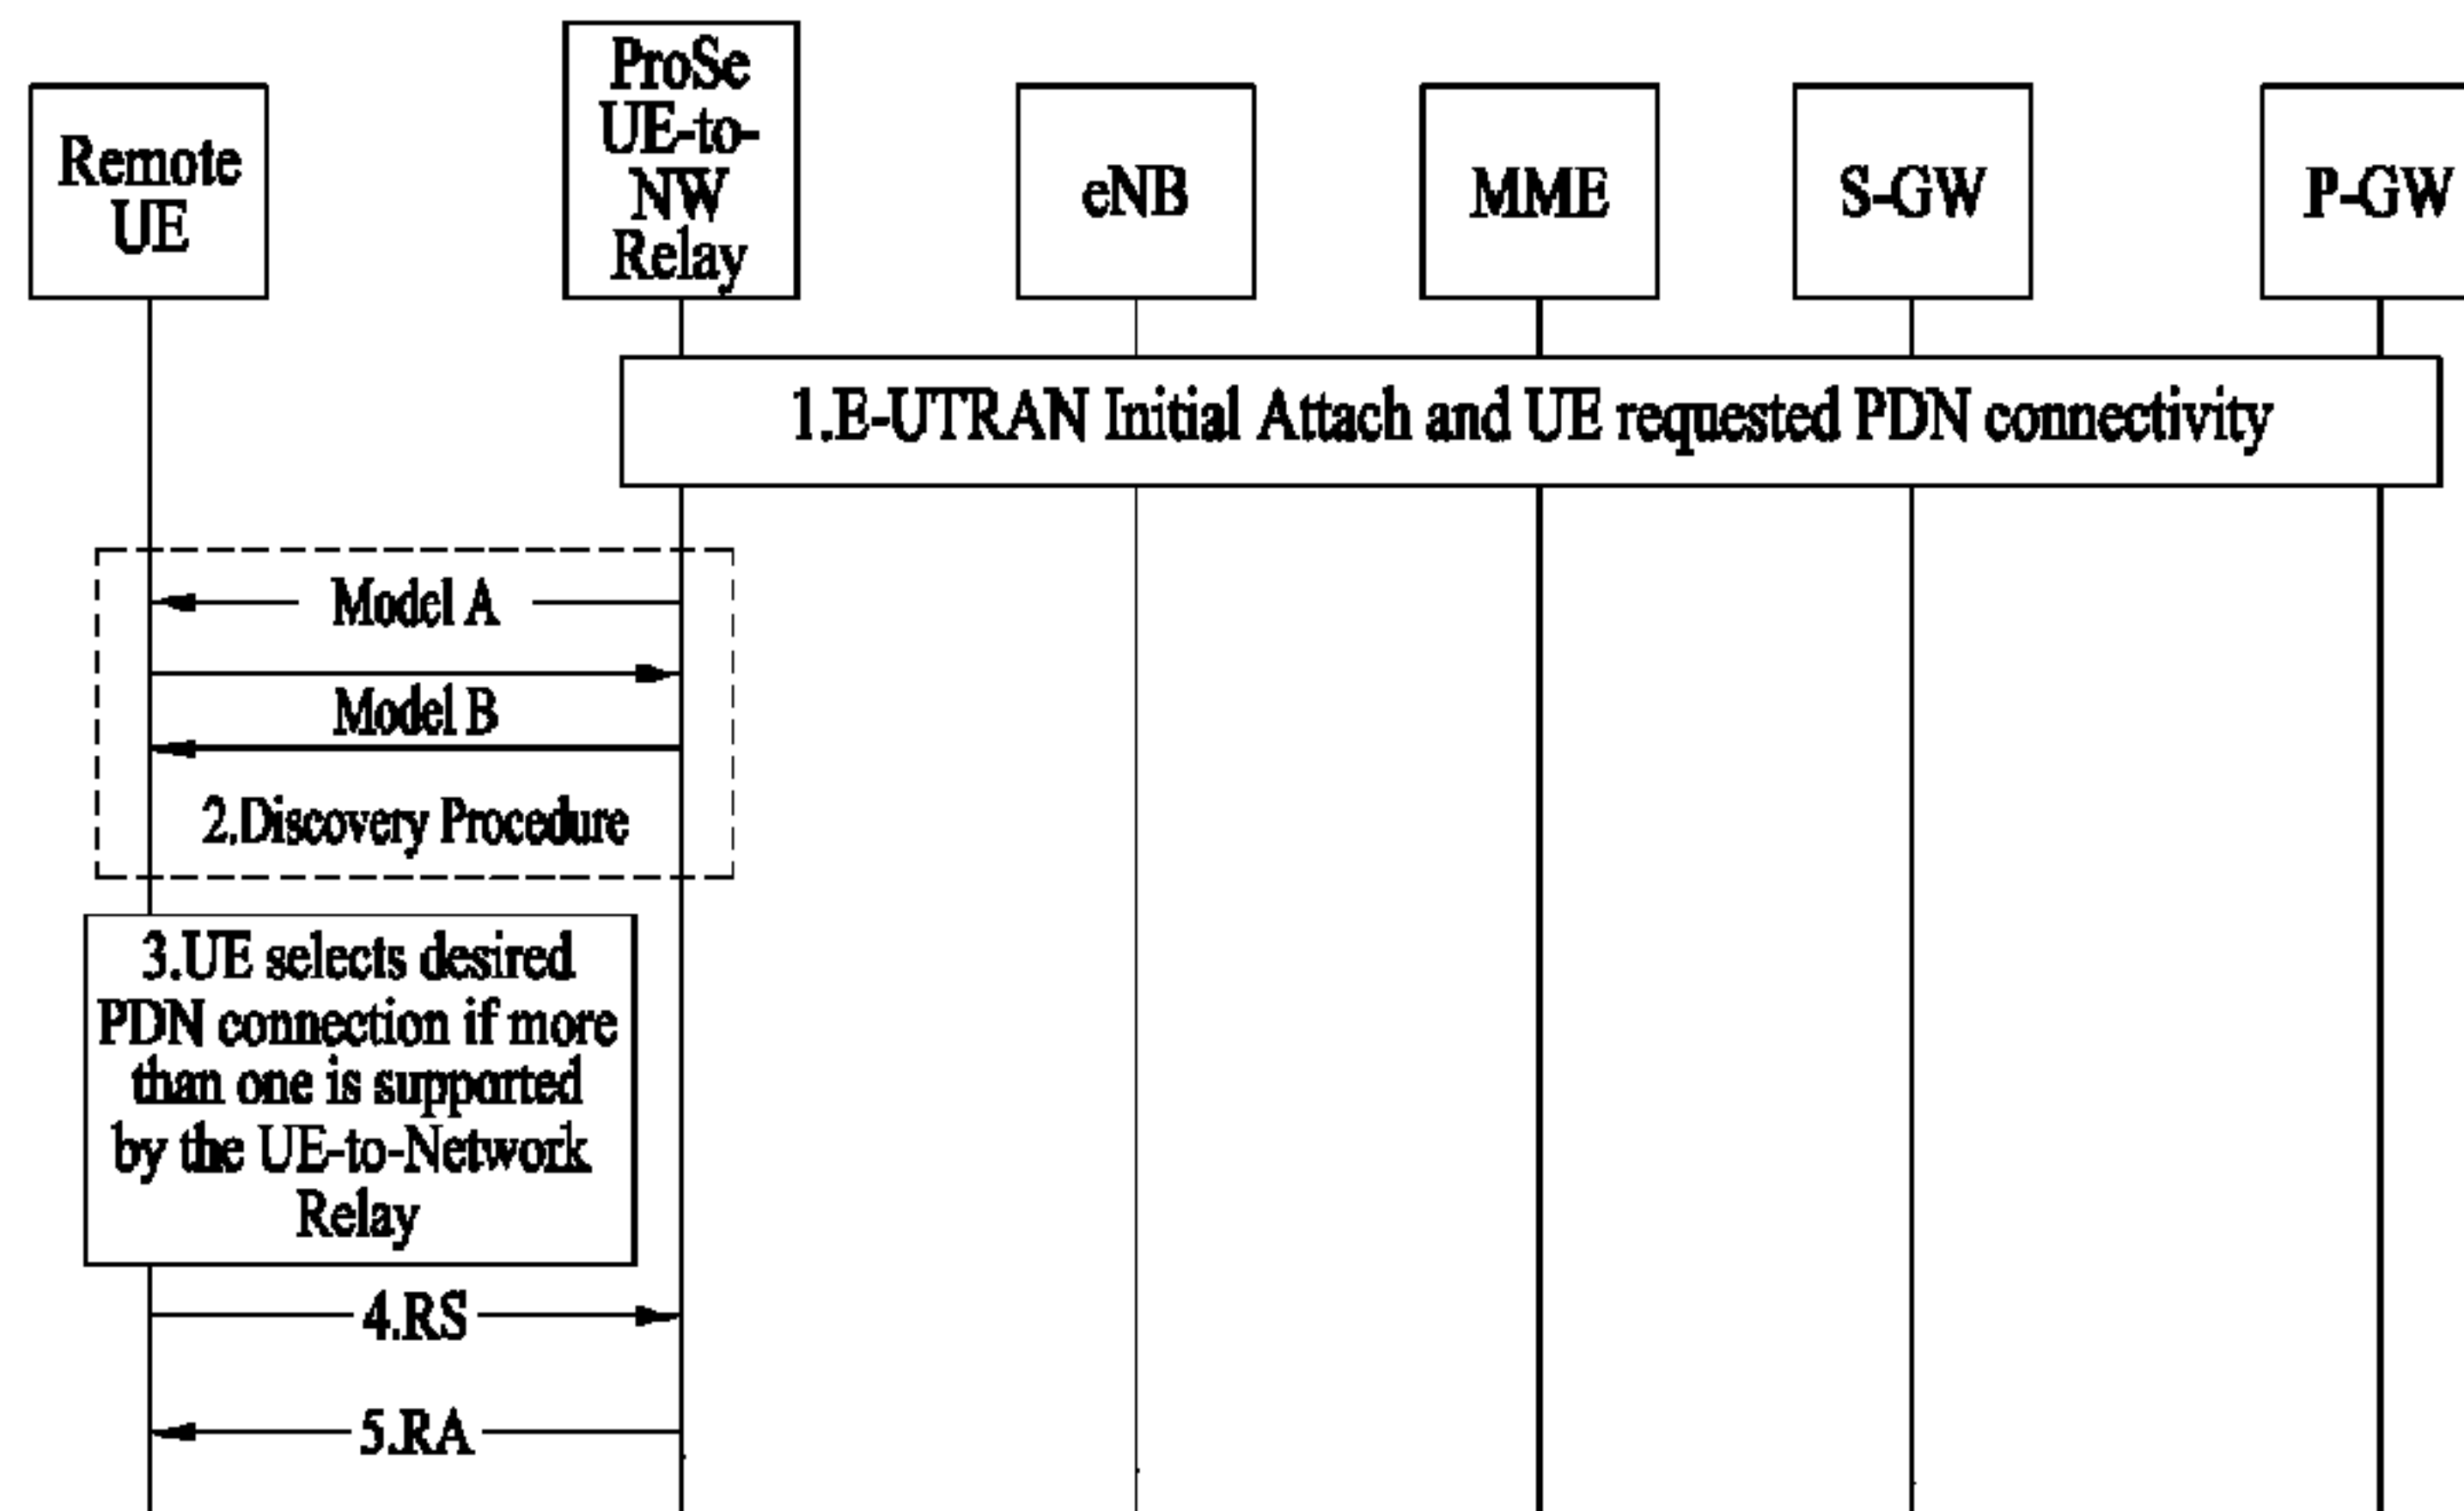 Remote
UE
ProSe
UE-to-
NW
Relay
eNB
MME
S-GW
P-GW
1.E-UTRAN Initial Attach and UE requested PDN connectivity
Model A
Model B
2.Discovery Procedure
3.UE selects desired
PDN connection if more
than one is supported
by the UE-to-Network
Relay
4.RS
5.RA